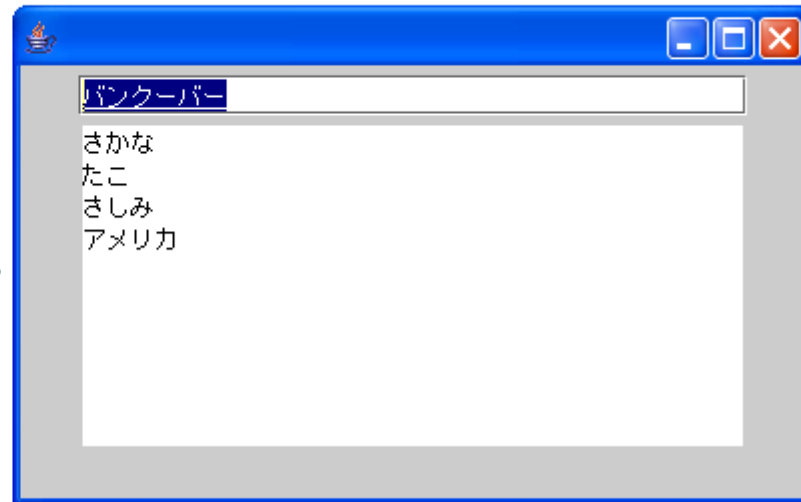 バンクーバー
さかな
たこ
さしみ
アメリカ